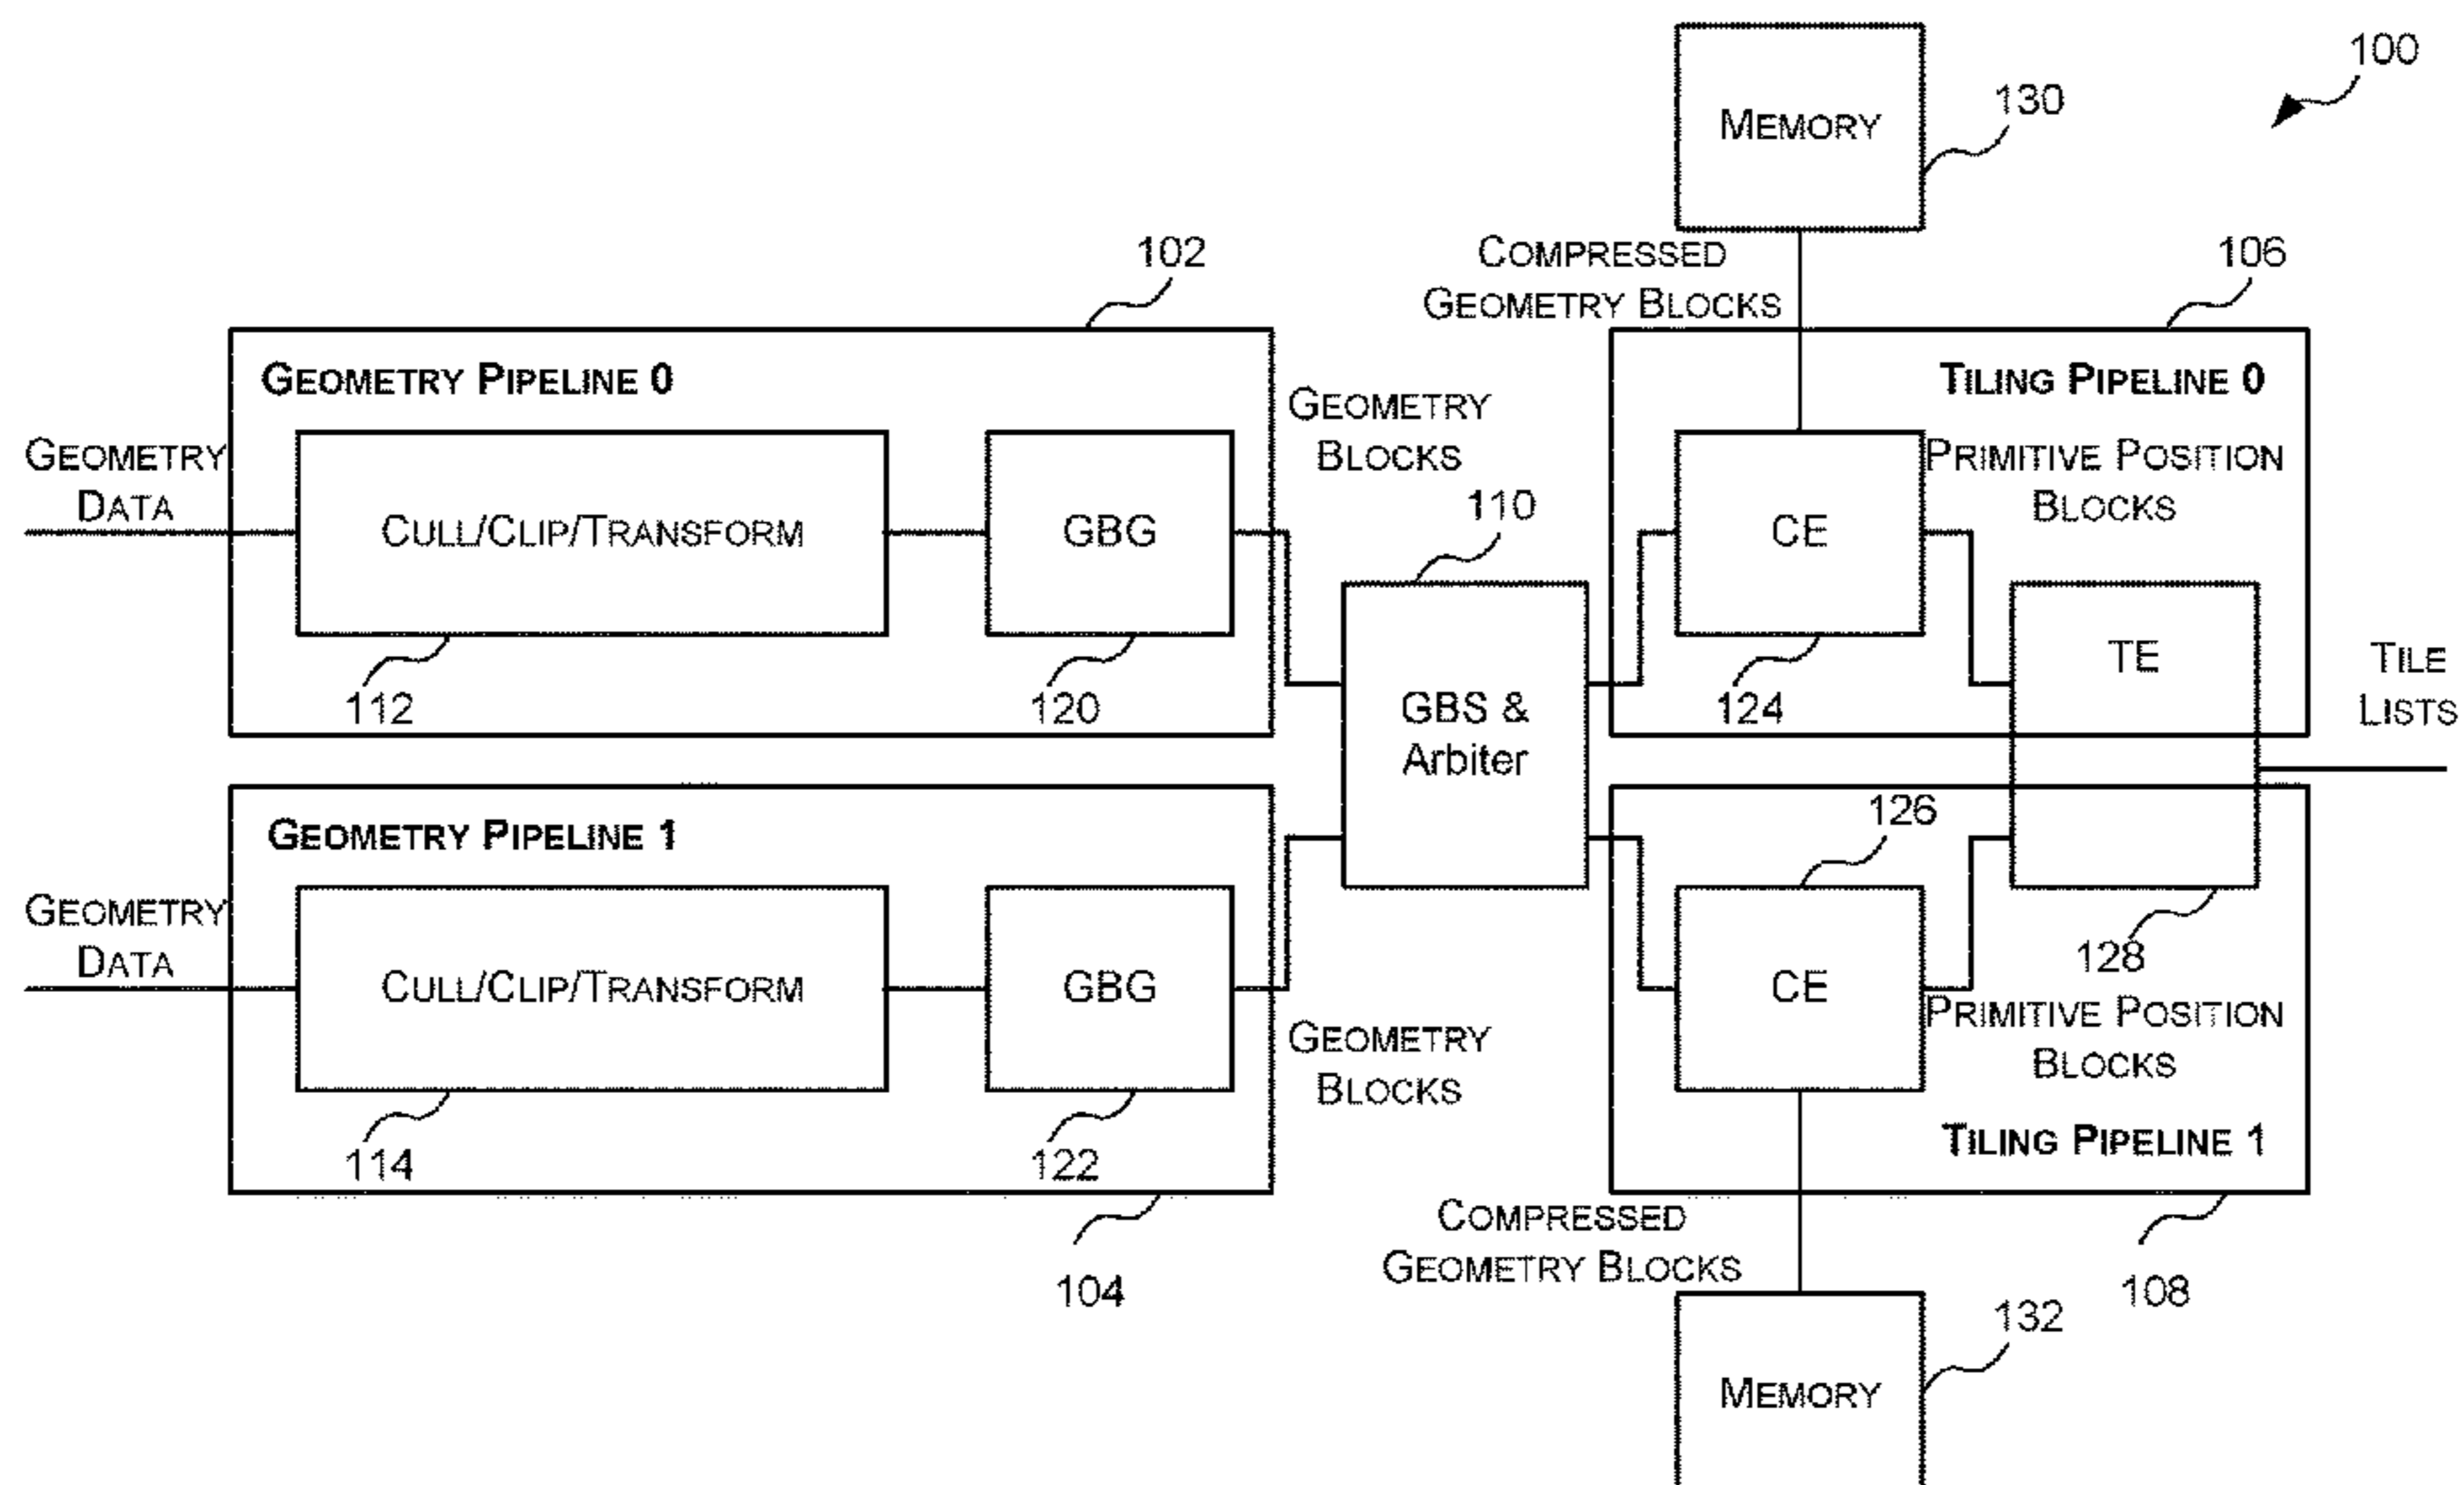 100
MEMORY
130
COMPRESSED
GEOMETRY BLOCKS
102
106
GEOMETRY PIPELINE 0
TILING PIPELINE 0
GEOMETRY
DATA
CULL/CLIP/TRANSFORM
GBG
GEOMETRY
BLOCKS
110
CE
PRIMITIVE POSITION
BLOCKS
TE
112
120
124
GBS &
Arbiter
TILE
LISTS
GEOMETRY PIPELINE 1
126
GEOMETRY
DATA
CULL/CLIP/TRANSFORM
GBG
GEOMETRY
BLOCKS
CE
128
PRIMITIVE POSITION
BLOCKS
TILING PIPELINE 1
114
122
104
COMPRESSED
GEOMETRY BLOCKS
108
MEMORY
132